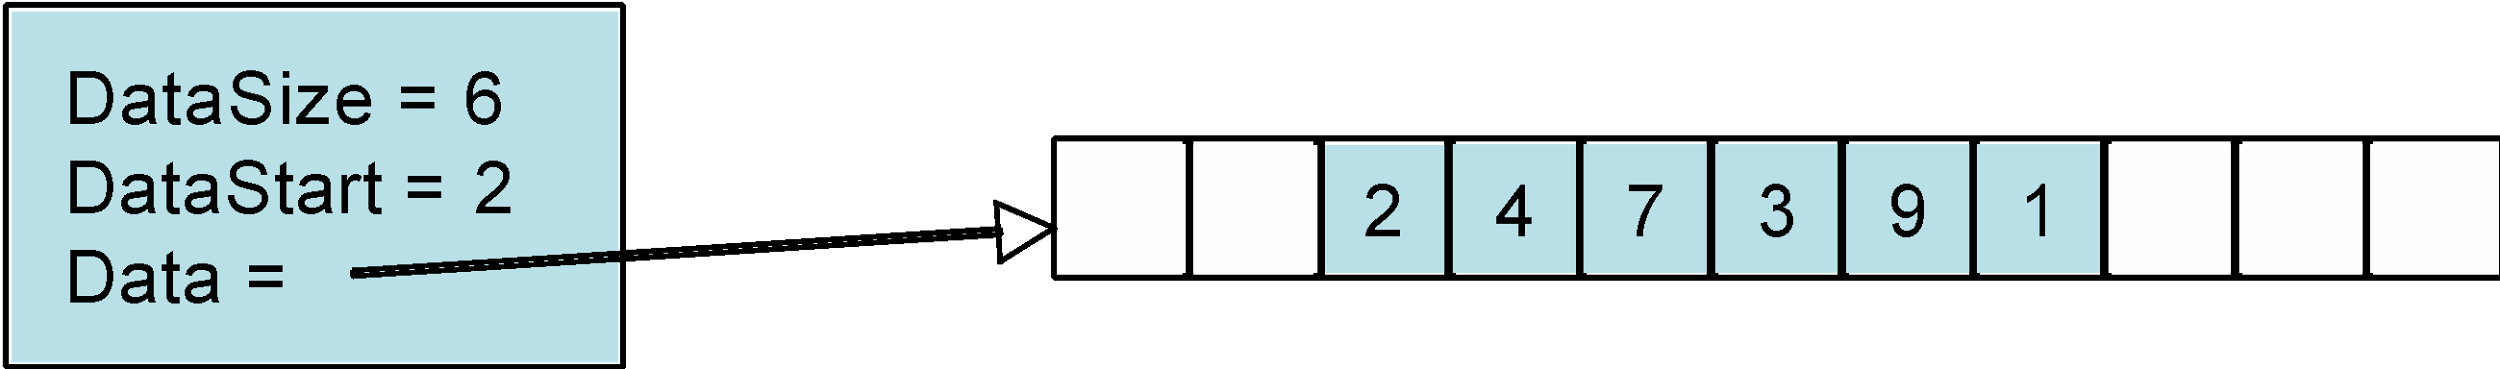 DataSize = 6
DataStart = 2
Data =
2 4 7 3 9 1